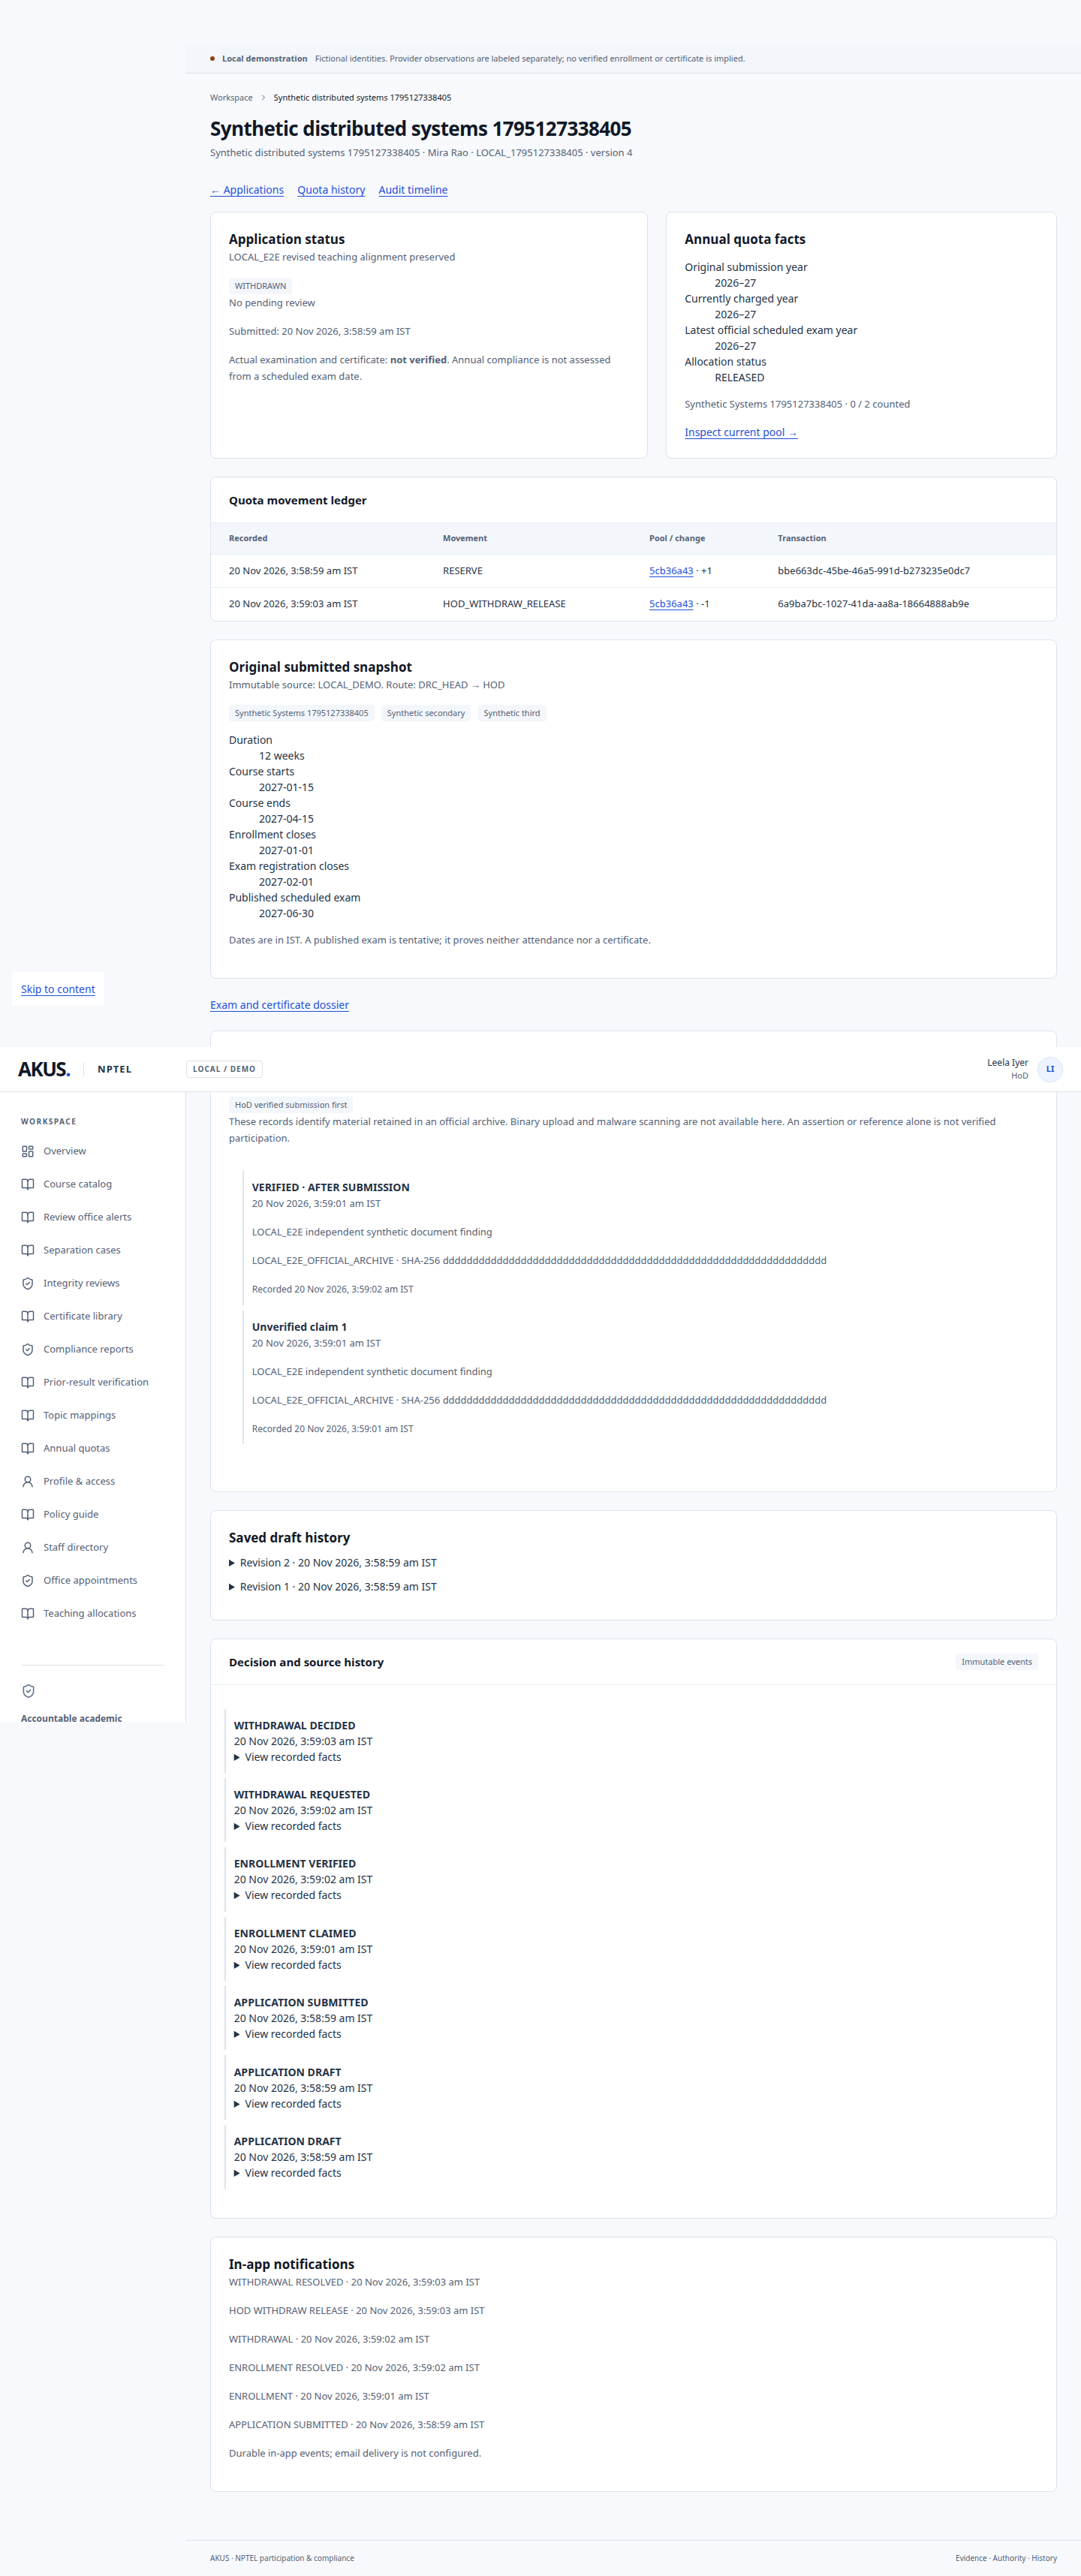 Local demonstration Fictional identities. Provider observations are labeled separately; no verified enrollment or certificate is implied.
Workspace > Synthetic distributed systems 1795127338405
Synthetic distributed systems 1795127338405
Synthetic distributed systems 1795127338405 · Mira Rao · LOCAL_1795127338405 · version 4
← Applications Quota history Audit timeline
Application status
LOCAL_E2E revised teaching alignment preserved
WITHDRAWN
No pending review
Submitted: 20 Nov 2026, 3:58:59 am IST
Actual examination and certificate: not verified. Annual compliance is not assessed
from a scheduled exam date.
Annual quota facts
Original submission year
2026–27
Currently charged year
2026–27
Latest official scheduled exam year
2026–27
Allocation status
RELEASED
Synthetic Systems 1795127338405 · 0 / 2 counted
Inspect current pool →
Quota movement ledger
Recorded Movement Pool / change Transaction
20 Nov 2026, 3:58:59 am IST RESERVE 5cb36a43 · +1 bbe663dc-45be-46a5-991d-b273235e0dc7
20 Nov 2026, 3:59:03 am IST HOD_WITHDRAW_RELEASE 5cb36a43 · -1 6a9ba7bc-1027-41da-aa8a-18664888ab9e
Original submitted snapshot
Immutable source: LOCAL_DEMO. Route: DRC_HEAD → HOD
Synthetic Systems 1795127338405 Synthetic secondary Synthetic third
Duration
12 weeks
Course starts
2027-01-15
Course ends
2027-04-15
Enrollment closes
2027-01-01
Exam registration closes
2027-02-01
Published scheduled exam
2027-06-30
Dates are in IST. A published exam is tentative; it proves neither attendance nor a certificate.
Skip to content
Exam and certificate dossier
AKUS. NPTEL LOCAL / DEMO
Leela Iyer
HoD
LI
WORKSPACE
Overview
Course catalog
Review office alerts
Separation cases
Integrity reviews
Certificate library
Compliance reports
Prior-result verification
Topic mappings
Annual quotas
Profile & access
Policy guide
Staff directory
Office appointments
Teaching allocations
Accountable academic
HoD verified submission first
These records identify material retained in an official archive. Binary upload and malware scanning are not available here. An assertion or reference alone is not verified
participation.
VERIFIED · AFTER SUBMISSION
20 Nov 2026, 3:59:01 am IST
LOCAL_E2E independent synthetic document finding
LOCAL_E2E_OFFICIAL_ARCHIVE · SHA-256 dddddddddddddddddddddddddddddddddddddddddddddddddddddddddddddddd
Recorded 20 Nov 2026, 3:59:02 am IST
Unverified claim 1
20 Nov 2026, 3:59:01 am IST
LOCAL_E2E independent synthetic document finding
LOCAL_E2E_OFFICIAL_ARCHIVE · SHA-256 dddddddddddddddddddddddddddddddddddddddddddddddddddddddddddddddd
Recorded 20 Nov 2026, 3:59:01 am IST
Saved draft history
Revision 2 · 20 Nov 2026, 3:58:59 am IST
Revision 1 · 20 Nov 2026, 3:58:59 am IST
Decision and source history Immutable events
WITHDRAWAL DECIDED
20 Nov 2026, 3:59:03 am IST
View recorded facts
WITHDRAWAL REQUESTED
20 Nov 2026, 3:59:02 am IST
View recorded facts
ENROLLMENT VERIFIED
20 Nov 2026, 3:59:02 am IST
View recorded facts
ENROLLMENT CLAIMED
20 Nov 2026, 3:59:01 am IST
View recorded facts
APPLICATION SUBMITTED
20 Nov 2026, 3:58:59 am IST
View recorded facts
APPLICATION DRAFT
20 Nov 2026, 3:58:59 am IST
View recorded facts
APPLICATION DRAFT
20 Nov 2026, 3:58:59 am IST
View recorded facts
In-app notifications
WITHDRAWAL RESOLVED · 20 Nov 2026, 3:59:03 am IST
HOD WITHDRAW RELEASE · 20 Nov 2026, 3:59:03 am IST
WITHDRAWAL · 20 Nov 2026, 3:59:02 am IST
ENROLLMENT RESOLVED · 20 Nov 2026, 3:59:02 am IST
ENROLLMENT · 20 Nov 2026, 3:59:01 am IST
APPLICATION SUBMITTED · 20 Nov 2026, 3:58:59 am IST
Durable in-app events; email delivery is not configured.
AKUS · NPTEL participation & compliance Evidence · Authority · History